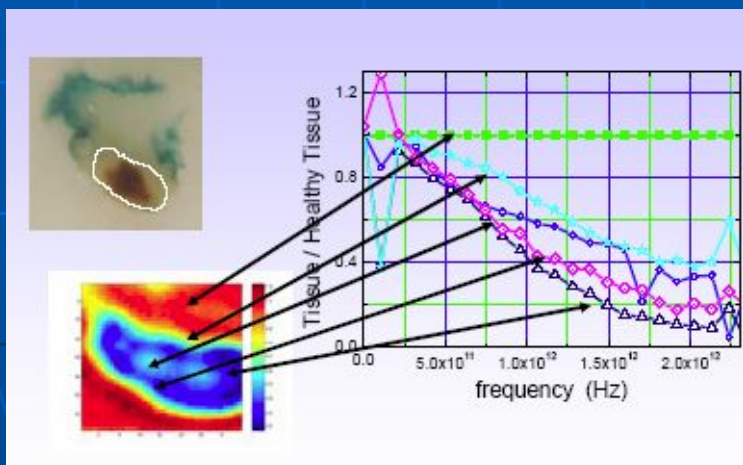 1.2
0.8
0.4
0.0
Tissue / Healthy Tissue
0.0 5.0x10¹¹ 1.0x10¹² 1.5x10¹² 2.0x10¹²
frequency (Hz)